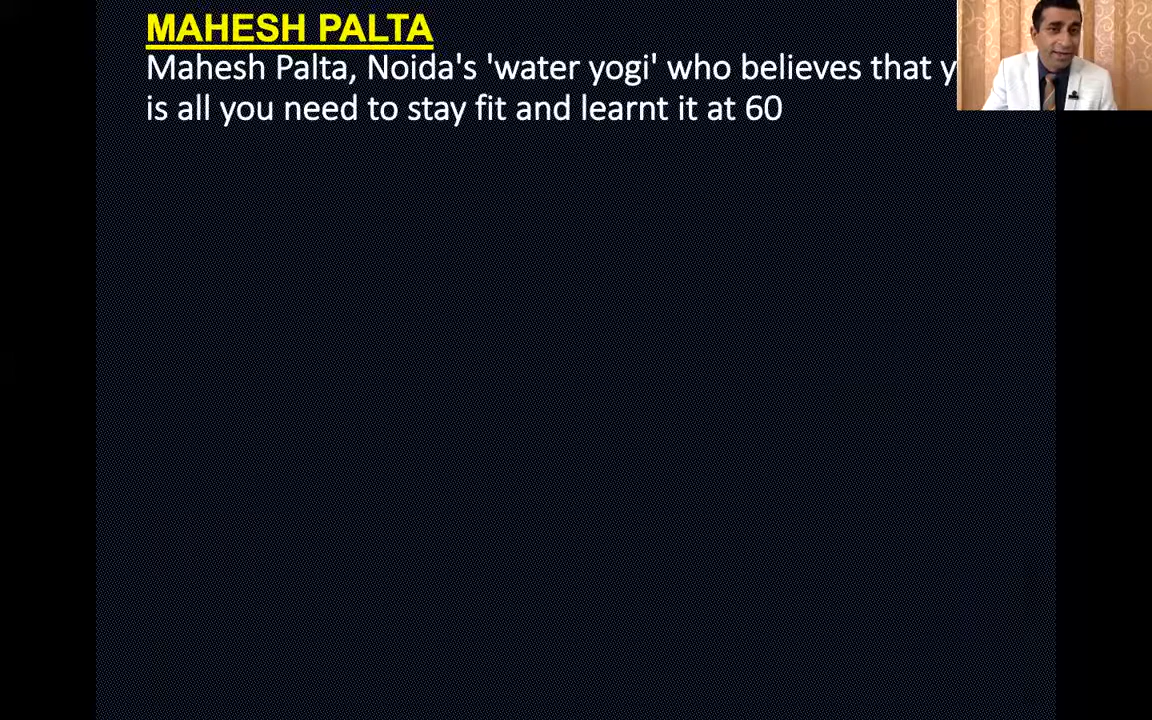 MAHESH PALTA
Mahesh Palta, Noida's 'water yogi' who believes that
is all you need to stay fit and learnt it at 60